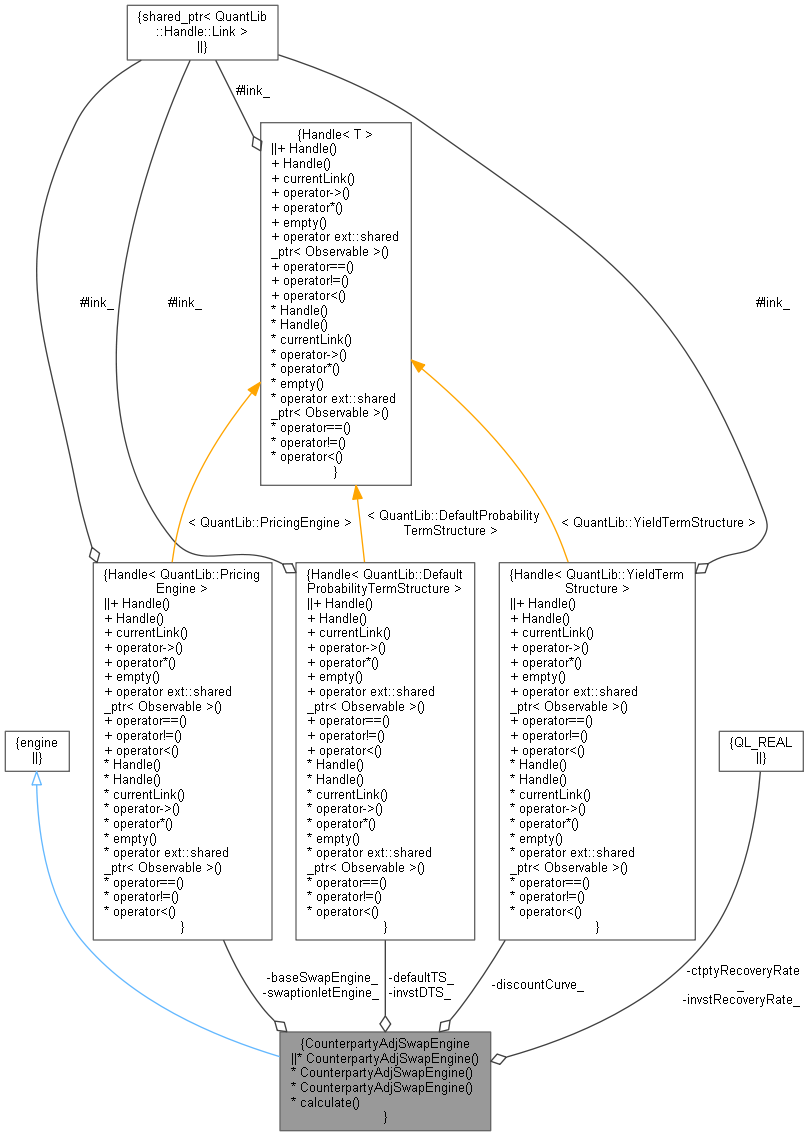 {shared_ptr< QuantLib
::Handle::Link >
||}
#link_
{Handle< T >
||+ Handle()
+ Handle()
+ currentLink()
+ operator->()
+ operator*()
+ empty()
+ operator ext::shared
_ptr< Observable >()
+ operator==()
+ operator!=()
+ operator<()
* Handle()
* Handle()
* currentLink()
* operator->()
* operator*()
* empty()
* operator ext::shared
_ptr< Observable >()
* operator==()
* operator!=()
* operator<()
}
#link_
#link_
#link_
< QuantLib::PricingEngine >
< QuantLib::DefaultProbability
TermStructure >
< QuantLib::YieldTermStructure >
{Handle< QuantLib::Pricing
Engine >
||+ Handle()
+ Handle()
+ currentLink()
+ operator->()
+ operator*()
+ empty()
+ operator ext::shared
_ptr< Observable >()
+ operator==()
+ operator!=()
+ operator<()
* Handle()
* Handle()
* currentLink()
* operator->()
* operator*()
* empty()
* operator ext::shared
_ptr< Observable >()
* operator==()
* operator!=()
* operator<()
}
{Handle< QuantLib::Default
ProbabilityTermStructure >
||+ Handle()
+ Handle()
+ currentLink()
+ operator->()
+ operator*()
+ empty()
+ operator ext::shared
_ptr< Observable >()
+ operator==()
+ operator!=()
+ operator<()
* Handle()
* Handle()
* currentLink()
* operator->()
* operator*()
* empty()
* operator ext::shared
_ptr< Observable >()
* operator==()
* operator!=()
* operator<()
}
{Handle< QuantLib::YieldTerm
Structure >
||+ Handle()
+ Handle()
+ currentLink()
+ operator->()
+ operator*()
+ empty()
+ operator ext::shared
_ptr< Observable >()
+ operator==()
+ operator!=()
+ operator<()
* Handle()
* Handle()
* currentLink()
* operator->()
* operator*()
* empty()
* operator ext::shared
_ptr< Observable >()
* operator==()
* operator!=()
* operator<()
}
{engine
||}
{QL_REAL
||}
-baseSwapEngine_
-swaptionletEngine_
-defaultTS_
-invstDTS_
-discountCurve_
-ctptyRecoveryRate
_
-invstRecoveryRate_
{CounterpartyAdjSwapEngine
||* CounterpartyAdjSwapEngine()
* CounterpartyAdjSwapEngine()
* CounterpartyAdjSwapEngine()
* calculate()
}